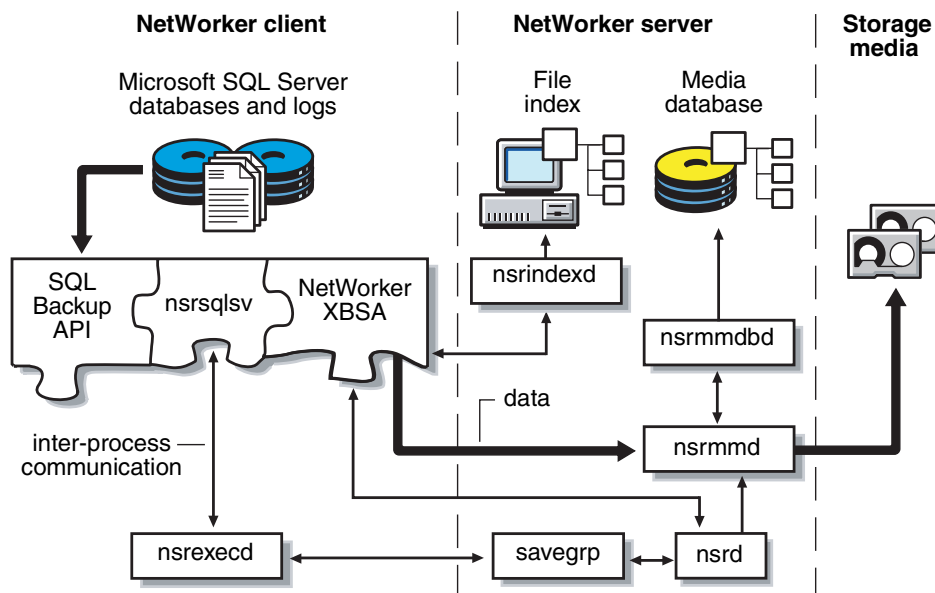 NetWorker client
NetWorker server
Storage
media
Microsoft SQL Server
databases and logs
File
index
Media
database
SQL
Backup
API
nsrsqlsv
NetWorker
XBSA
nsrindexd
nsrmmdbd
data
inter-process
communication
nsrmmd
nsrexecd
savegrp
nsrd